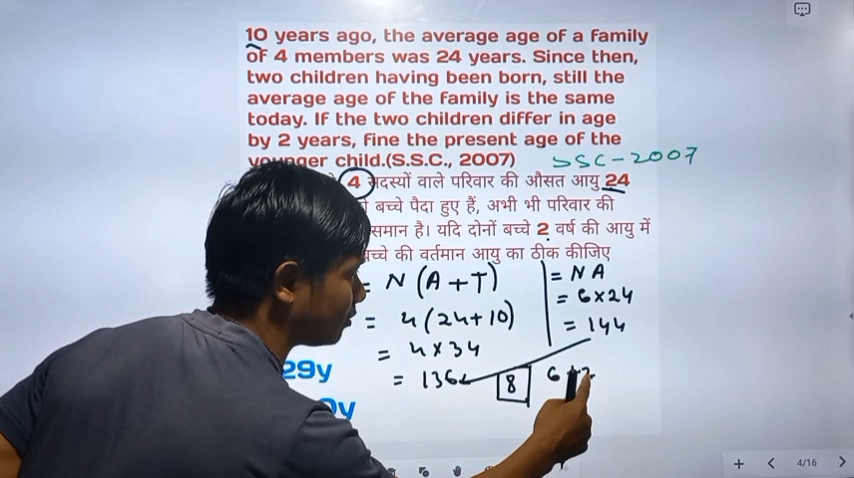 10 years ago, the average age of a family
of 4 members was 24 years. Since then,
two children having been born, still the
average age of the family is the same
today. If the two children differ in age
by 2 years, fine the present age of the
younger child.(S.S.C., 2007) SSC-2007
4 सदस्यों वाले परिवार की औसत आयु 24
बच्चे पैदा हुए हैं, अभी भी परिवार की
समान है। यदि दोनों बच्चे 2 वर्ष की आयु में
की वर्तमान आयु का ठीक कीजिए
= N (A+T) = NA
= 4 (24+10) = 6×24
= 4×34 = 144
29y = 136 8 6
4/16